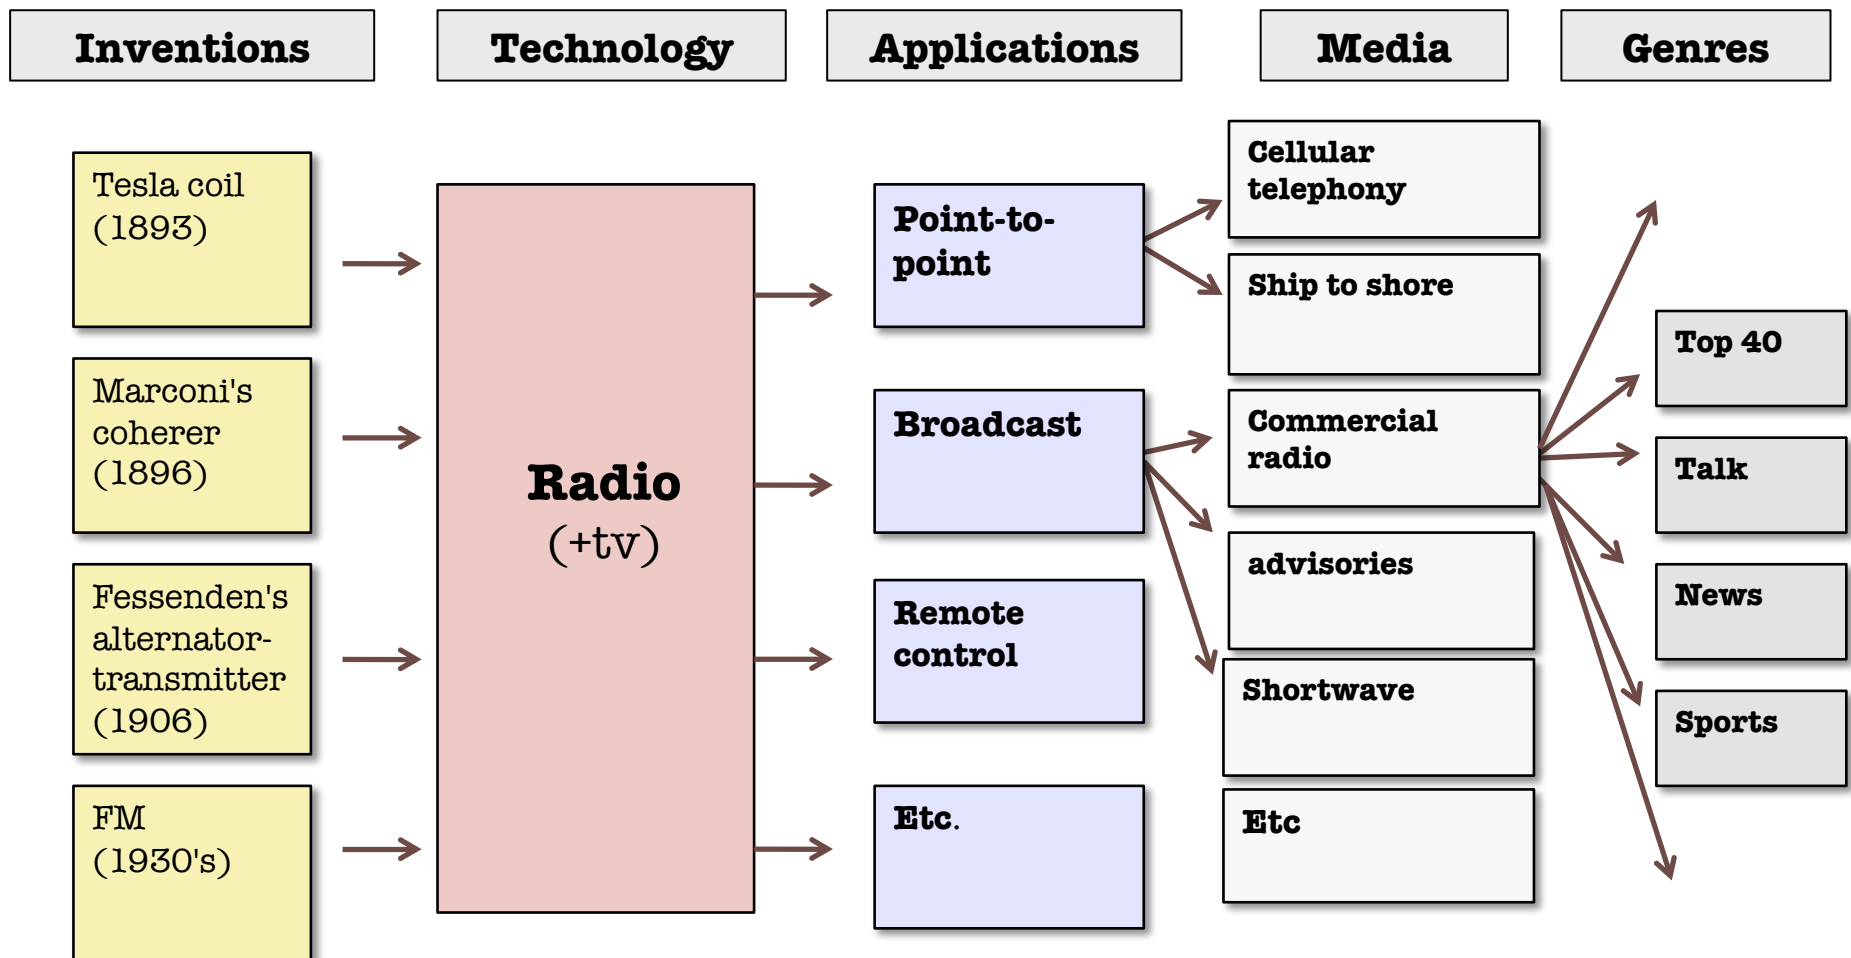 Inventions
Technology
Applications
Media
Genres
Tesla coil
(1893)
Marconi's
coherer
(1896)
Fessenden's
alternator-
transmitter
(1906)
FM
(1930's)
Radio
(+tv)
Point-to-
point
Broadcast
Remote
control
Etc.
Cellular
telephony
Ship to shore
Commercial
radio
advisories
Shortwave
Etc
Top 40
Talk
News
Sports